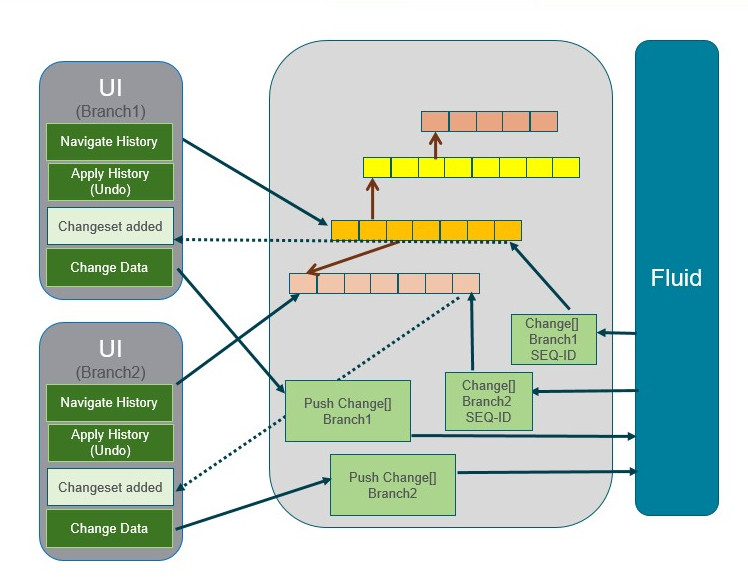 UI
(Branch1)
Navigate History
Apply History
(Undo)
Changeset added
Change Data
UI
(Branch2)
Navigate History
Apply History
(Undo)
Changeset added
Change Data
Change[]
Branch1
SEQ-ID
Change[]
Branch2
SEQ-ID
Push Change[]
Branch1
Push Change[]
Branch2
Fluid